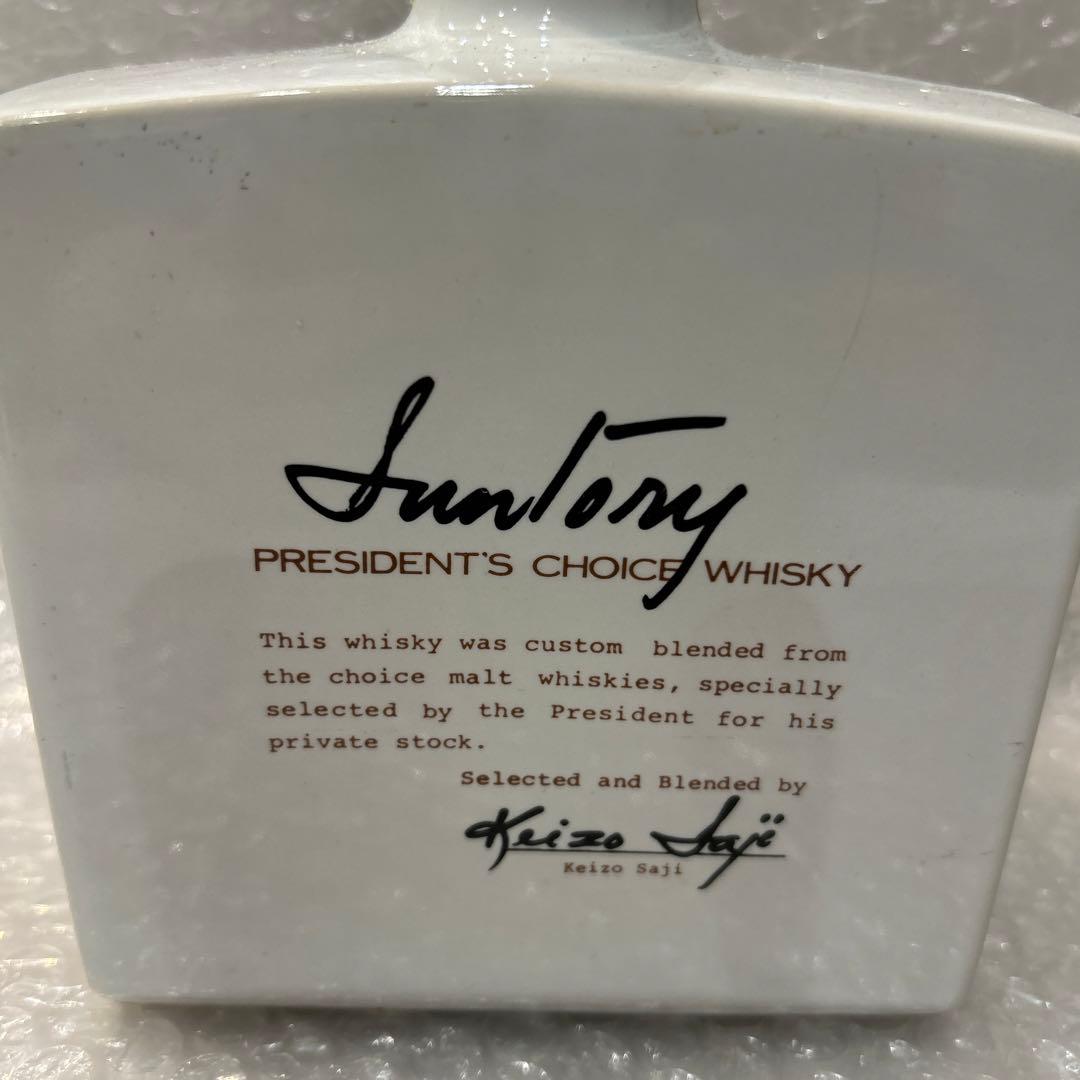 SunTory
PRESIDENT'S CHOICE WHISKY
This whisky was custom blended from
the choice malt whiskies, specially
selected by the President for his
private stock.
Selected and Blended by
Keizo Saji
Keizo Saji